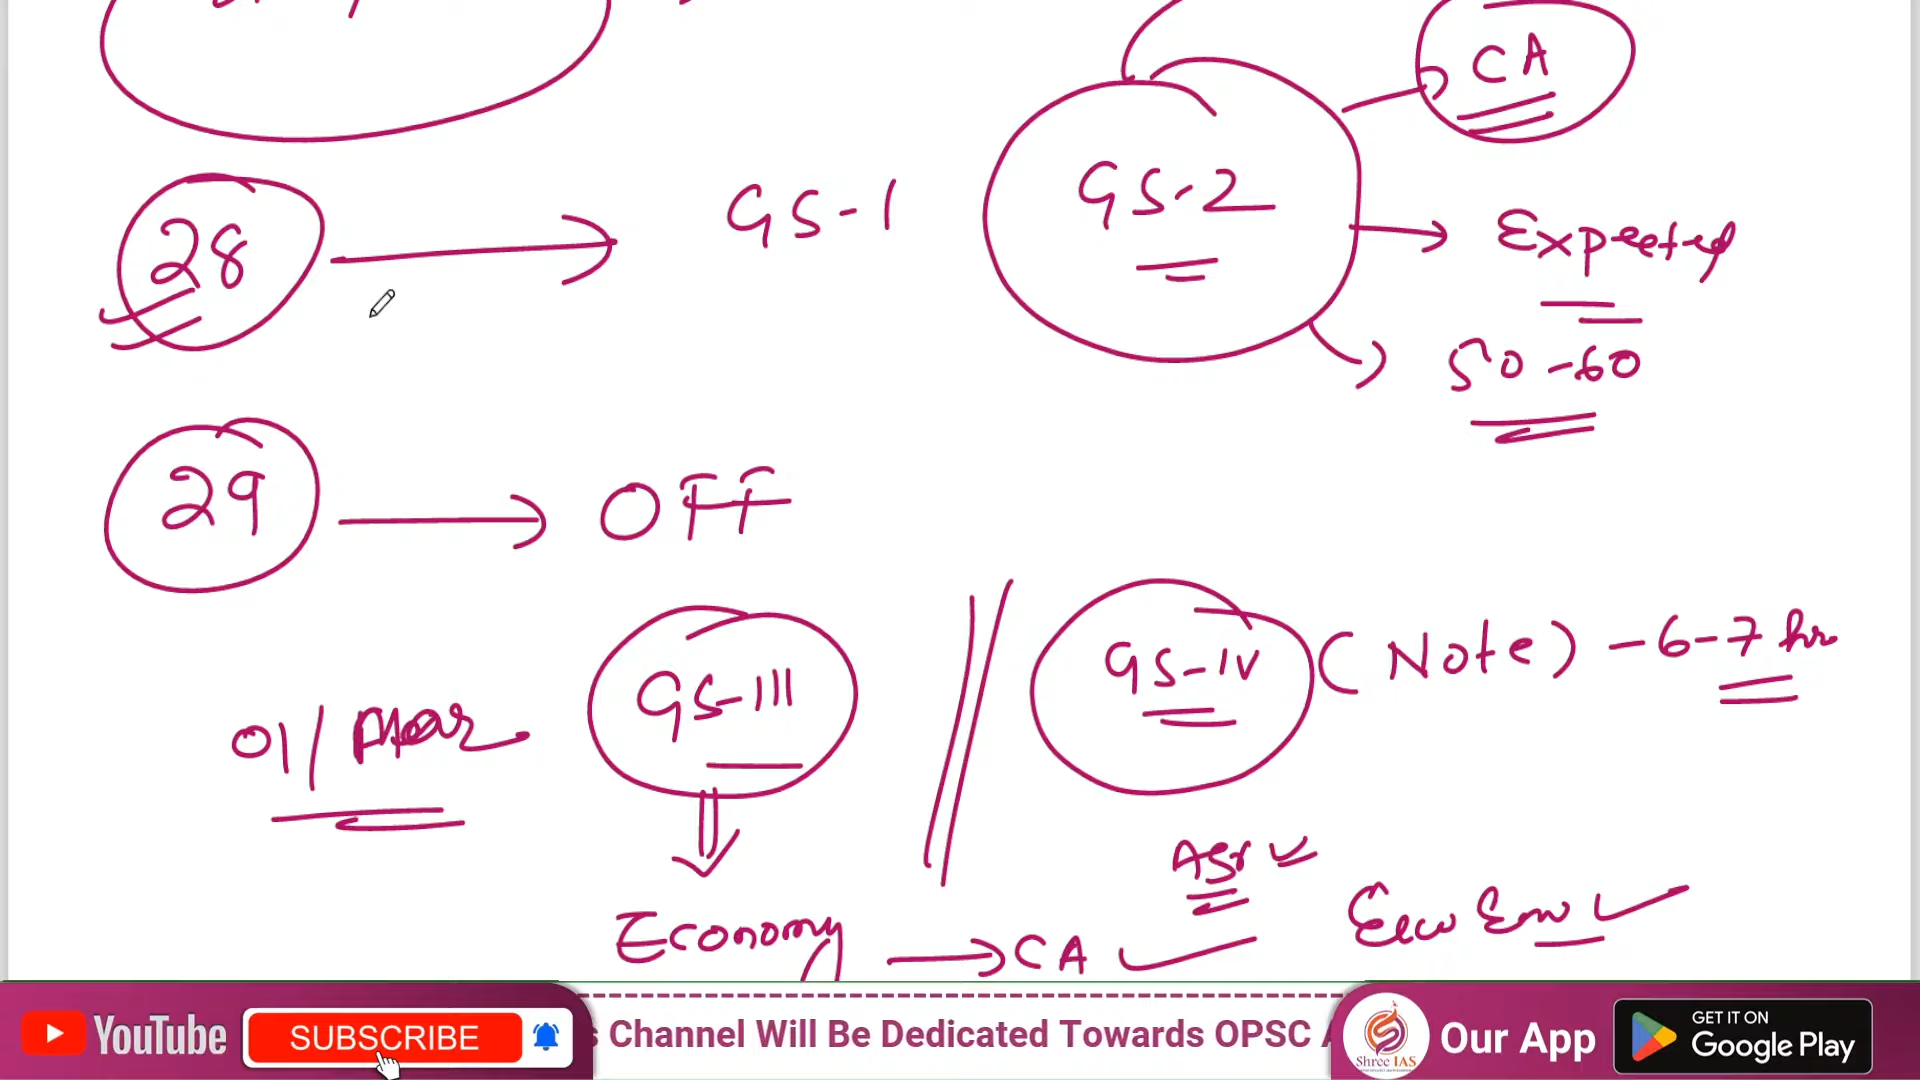 CA
28 GS-1 GS-2
Expected
50-60
29 OFF
01/Mar GS-III GS-IV (Note) - 6-7 hr
Agr
Economy CA Eco Env
YouTube SUBSCRIBE
s Channel Will Be Dedicated Towards OPSC A
Shree IAS
Our App
GET IT ON
Google Play